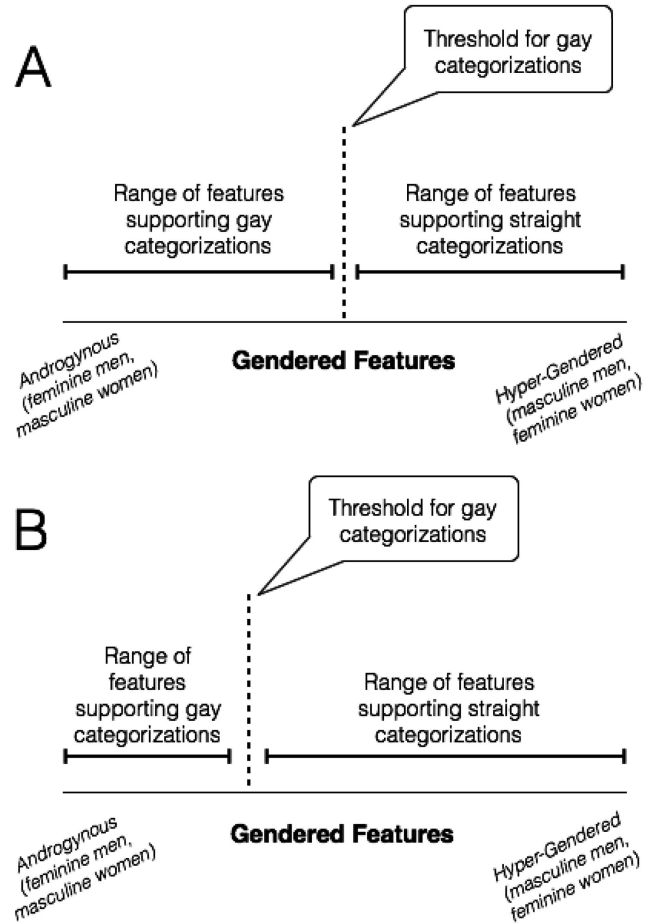 A
Threshold for gay
categorizations
Range of features
supporting gay
categorizations
Range of features
supporting straight
categorizations
Gendered Features
Androgynous
(feminine men,
masculine women)
Hyper-Gendered
(masculine men,
feminine women)
B
Threshold for gay
categorizations
Range of
features
supporting gay
categorizations
Range of features
supporting straight
categorizations
Gendered Features
Androgynous
(feminine men,
masculine women)
Hyper-Gendered
(masculine men,
feminine women)